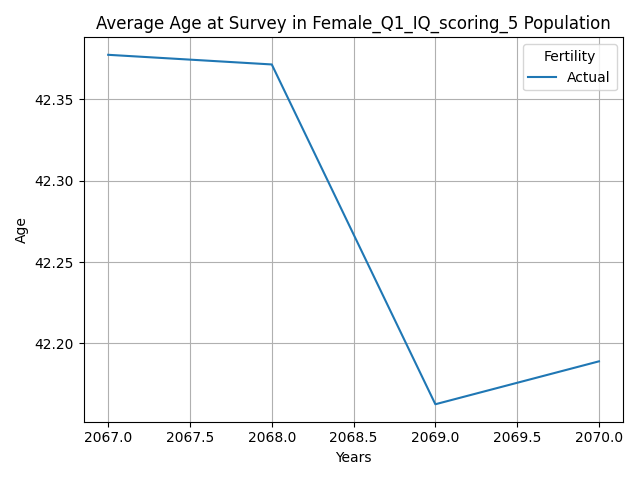 Average Age at Survey in Female_Q1_IQ_scoring_5 Population
Fertility
Actual
42.35
42.30
42.25
42.20
Age
2067.0 2067.5 2068.0 2068.5 2069.0 2069.5 2070.0
Years